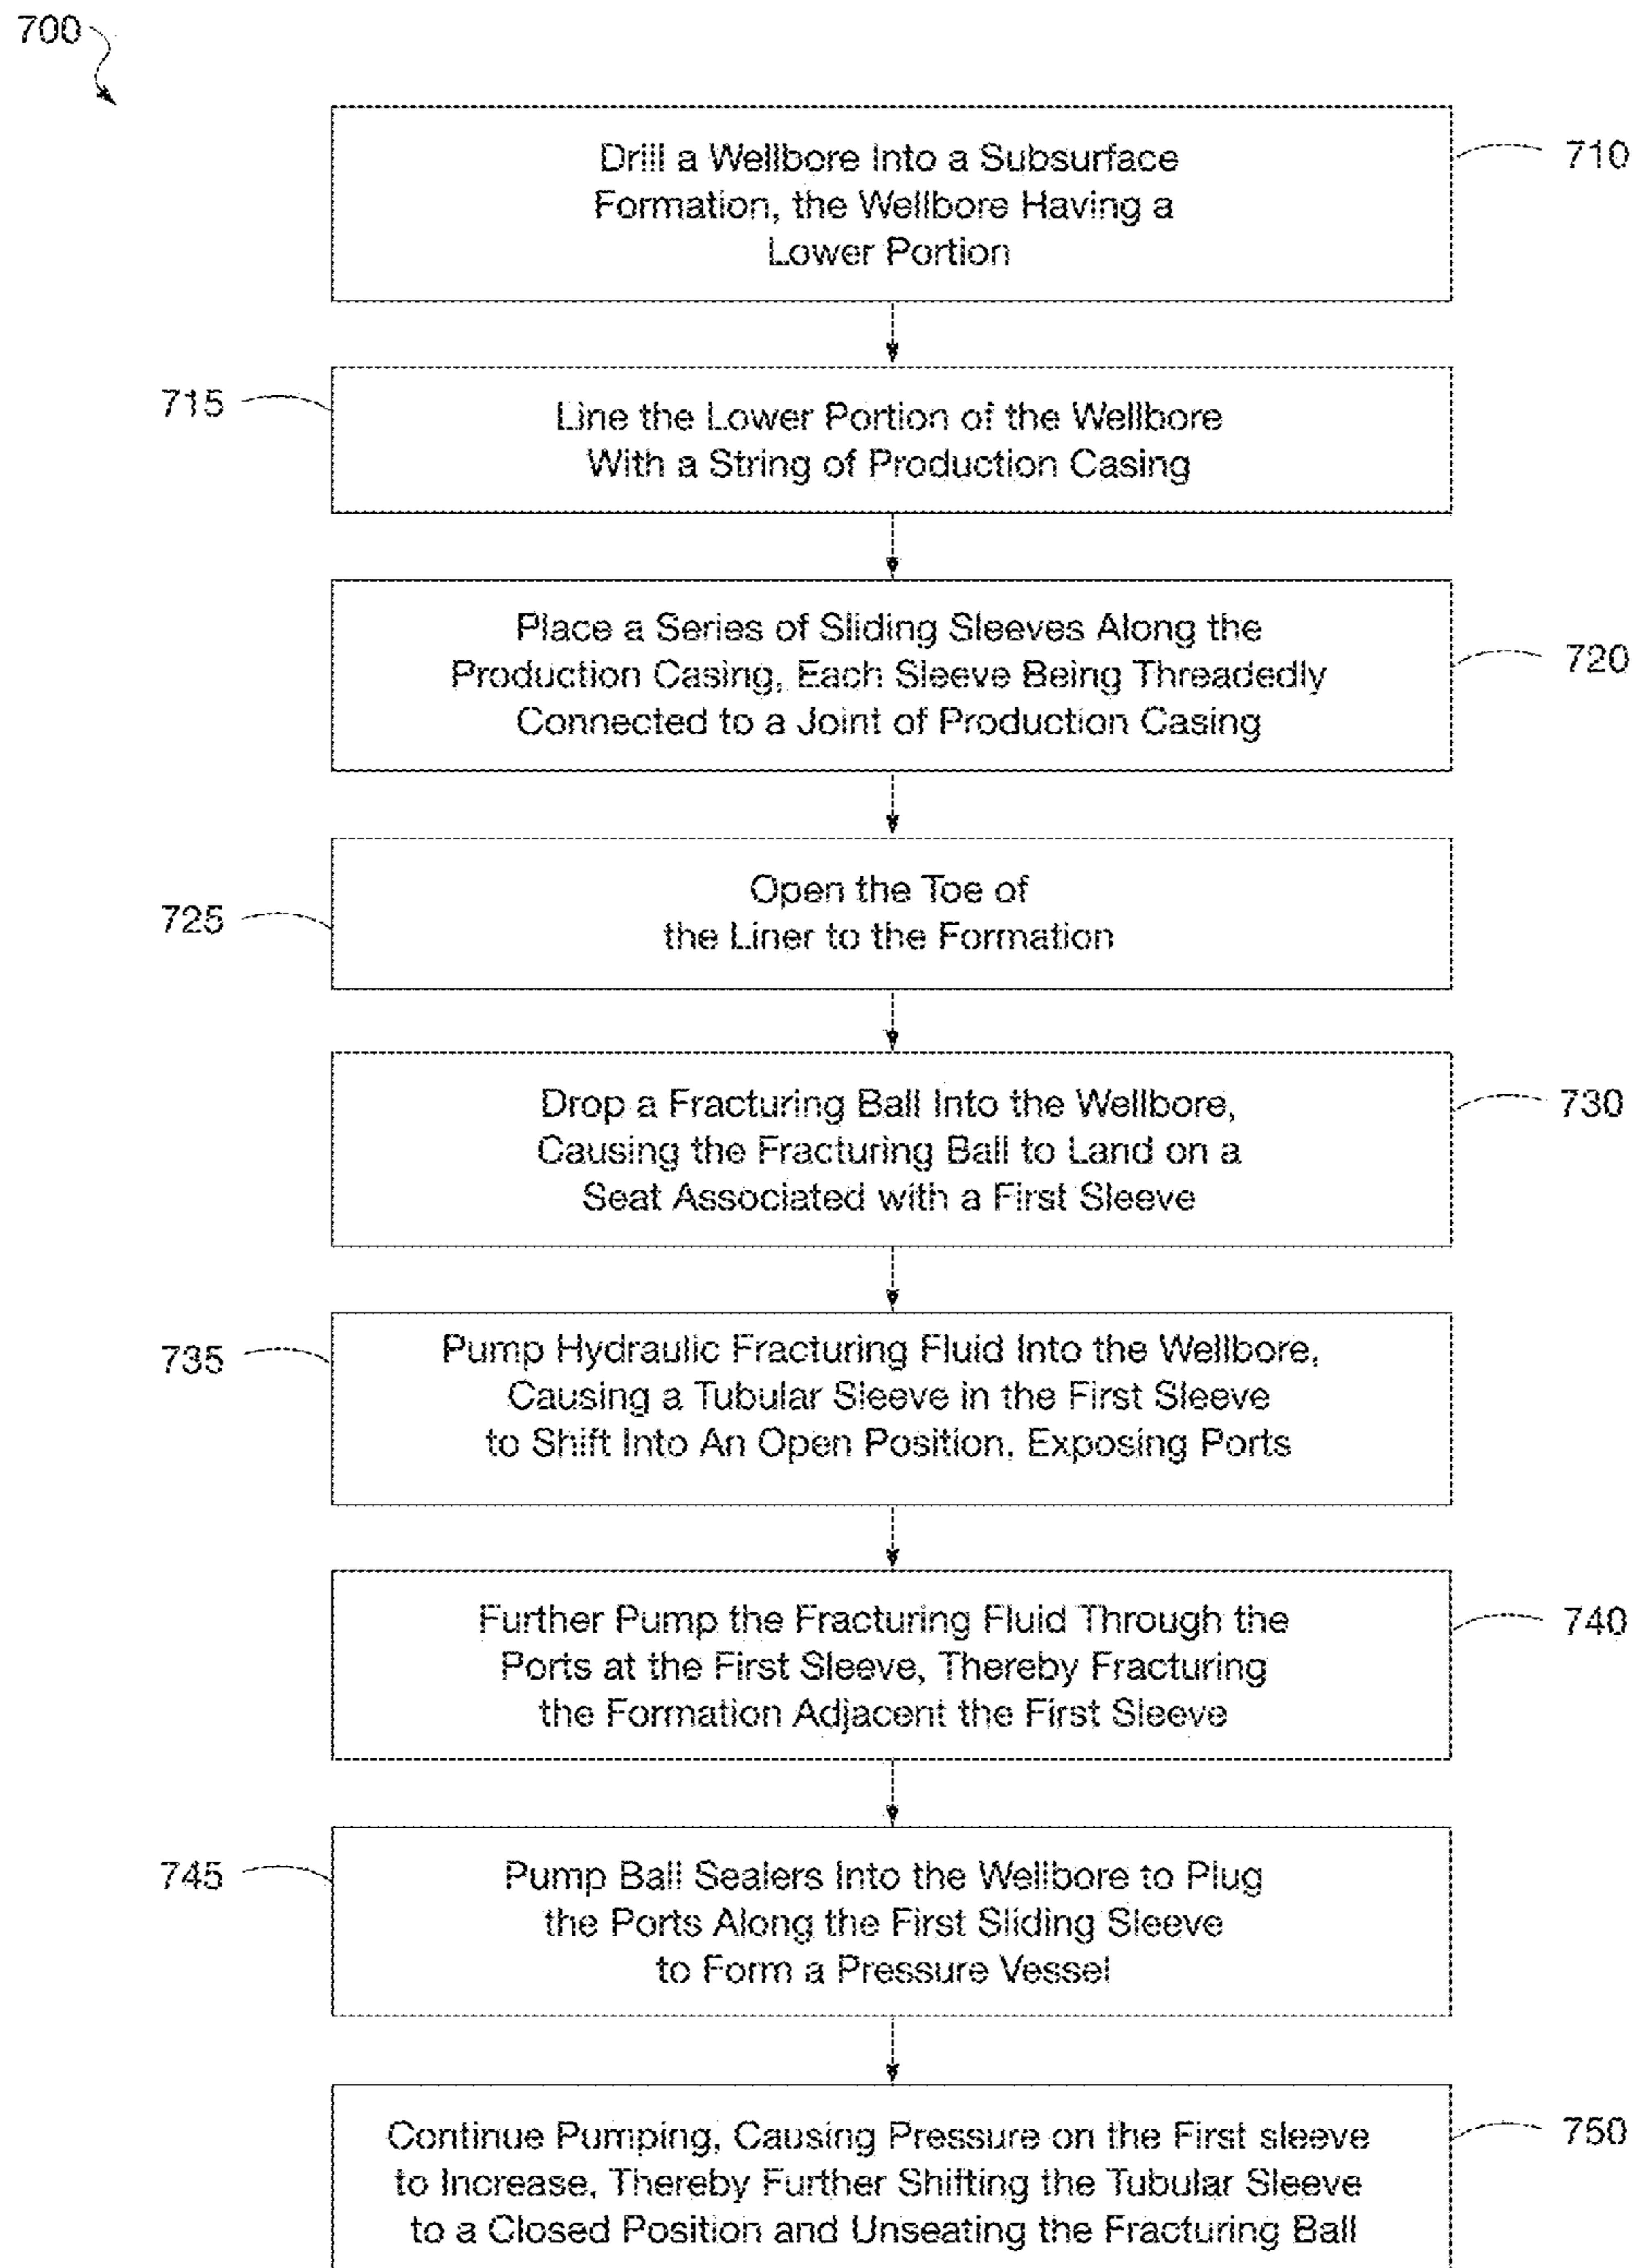 700
Drill a Wellbore Into a Subsurface
Formation, the Wellbore Having a
Lower Portion
710
715
Line the Lower Portion of the Wellbore
With a String of Production Casing
Place a Series of Sliding Sleeves Along the
Production Casing, Each Sleeve Being Threadedly
Connected to a Joint of Production Casing
720
725
Open the Toe of
the Liner to the Formation
Drop a Fracturing Ball Into the Wellbore,
Causing the Fracturing Ball to Land on a
Seat Associated with a First Sleeve
730
735
Pump Hydraulic Fracturing Fluid Into the Wellbore,
Causing a Tubular Sleeve in the First Sleeve
to Shift Into An Open Position, Exposing Ports
Further Pump the Fracturing Fluid Through the
Ports at the First Sleeve, Thereby Fracturing
the Formation Adjacent the First Sleeve
740
745
Pump Ball Sealers Into the Wellbore to Plug
the Ports Along the First Sliding Sleeve
to Form a Pressure Vessel
Continue Pumping, Causing Pressure on the First sleeve
to Increase, Thereby Further Shifting the Tubular Sleeve
to a Closed Position and Unseating the Fracturing Ball
750